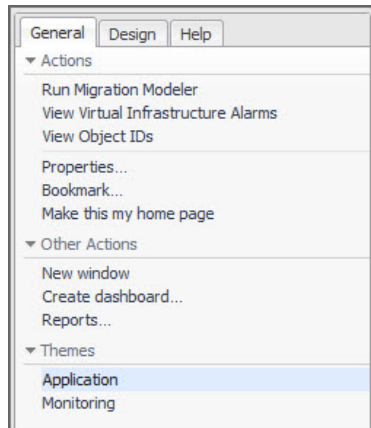 General Design Help
Actions
Run Migration Modeler
View Virtual Infrastructure Alarms
View Object IDs
Properties...
Bookmark...
Make this my home page
Other Actions
New window
Create dashboard...
Reports...
Themes
Application
Monitoring